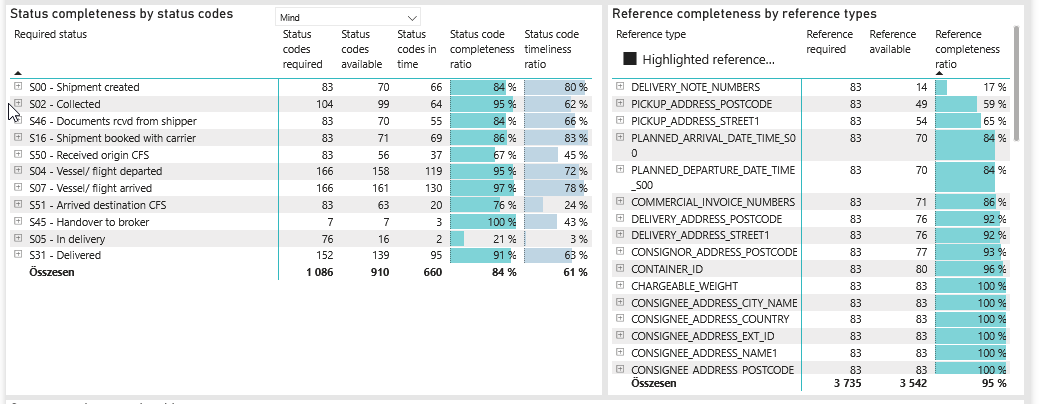 Status completeness by status codes
Mind
Required status Status codes required Status codes available Status codes in time Status code completeness ratio Status code timeliness ratio
S00 - Shipment created 83 70 66 84 % 80 %
S02 - Collected 104 99 64 95 % 62 %
S46 - Documents rcvd from shipper 83 70 55 84 % 66 %
S16 - Shipment booked with carrier 83 71 69 86 % 83 %
S50 - Received origin CFS 83 56 37 67 % 45 %
S04 - Vessel/ flight departed 166 158 119 95 % 72 %
S07 - Vessel/ flight arrived 166 161 130 97 % 78 %
S51 - Arrived destination CFS 83 63 20 76 % 24 %
S45 - Handover to broker 7 7 3 100 % 43 %
S05 - In delivery 76 16 2 21 % 3 %
S31 - Delivered 152 139 95 91 % 63 %
Összesen 1 086 910 660 84 % 61 %
Reference completeness by reference types
Reference type Reference required Reference available Reference completeness ratio
Highlighted reference...
DELIVERY_NOTE_NUMBERS 83 14 17 %
PICKUP_ADDRESS_POSTCODE 83 49 59 %
PICKUP_ADDRESS_STREET1 83 54 65 %
PLANNED_ARRIVAL_DATE_TIME_S0 83 70 84 %
0
PLANNED_DEPARTURE_DATE_TIME 83 70 84 %
_S00
COMMERCIAL_INVOICE_NUMBERS 83 71 86 %
DELIVERY_ADDRESS_POSTCODE 83 76 92 %
DELIVERY_ADDRESS_STREET1 83 76 92 %
CONSIGNOR_ADDRESS_POSTCODE 83 77 93 %
CONTAINER_ID 83 80 96 %
CHARGEABLE_WEIGHT 83 83 100 %
CONSIGNEE_ADDRESS_CITY_NAME 83 83 100 %
CONSIGNEE_ADDRESS_COUNTRY 83 83 100 %
CONSIGNEE_ADDRESS_EXT_ID 83 83 100 %
CONSIGNEE_ADDRESS_NAME1 83 83 100 %
CONSIGNEE_ADDRESS_POSTCODE 83 83 100 %
Összesen 3 735 3 542 95 %